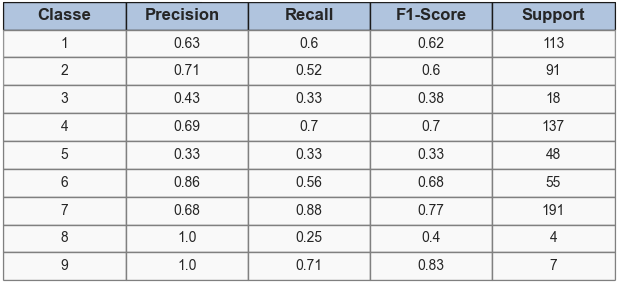 Classe Precision Recall F1-Score Support
1 0.63 0.6 0.62 113
2 0.71 0.52 0.6 91
3 0.43 0.33 0.38 18
4 0.69 0.7 0.7 137
5 0.33 0.33 0.33 48
6 0.86 0.56 0.68 55
7 0.68 0.88 0.77 191
8 1.0 0.25 0.4 4
9 1.0 0.71 0.83 7